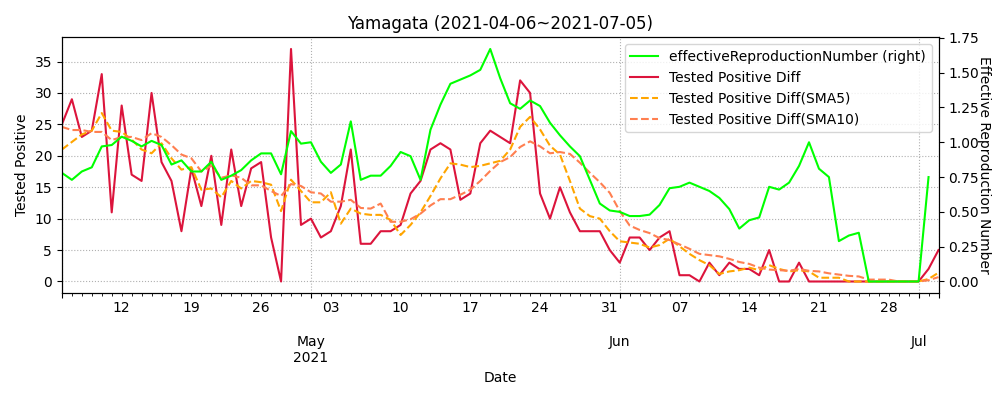 Yamagata (2021-04-06~2021-07-05)
effectiveReproductionNumber (right)
Tested Positive Diff
Tested Positive Diff(SMA5)
Tested Positive Diff(SMA10)
Tested Positive
35
30
25
20
15
10
5
0
1.75
1.50
1.25
1.00
0.75
0.50
0.25
0.00
Effective Reproduction Number
12 19 26 03 10 17 24 31 07 14 21 28
May Jun Jul
2021
Date